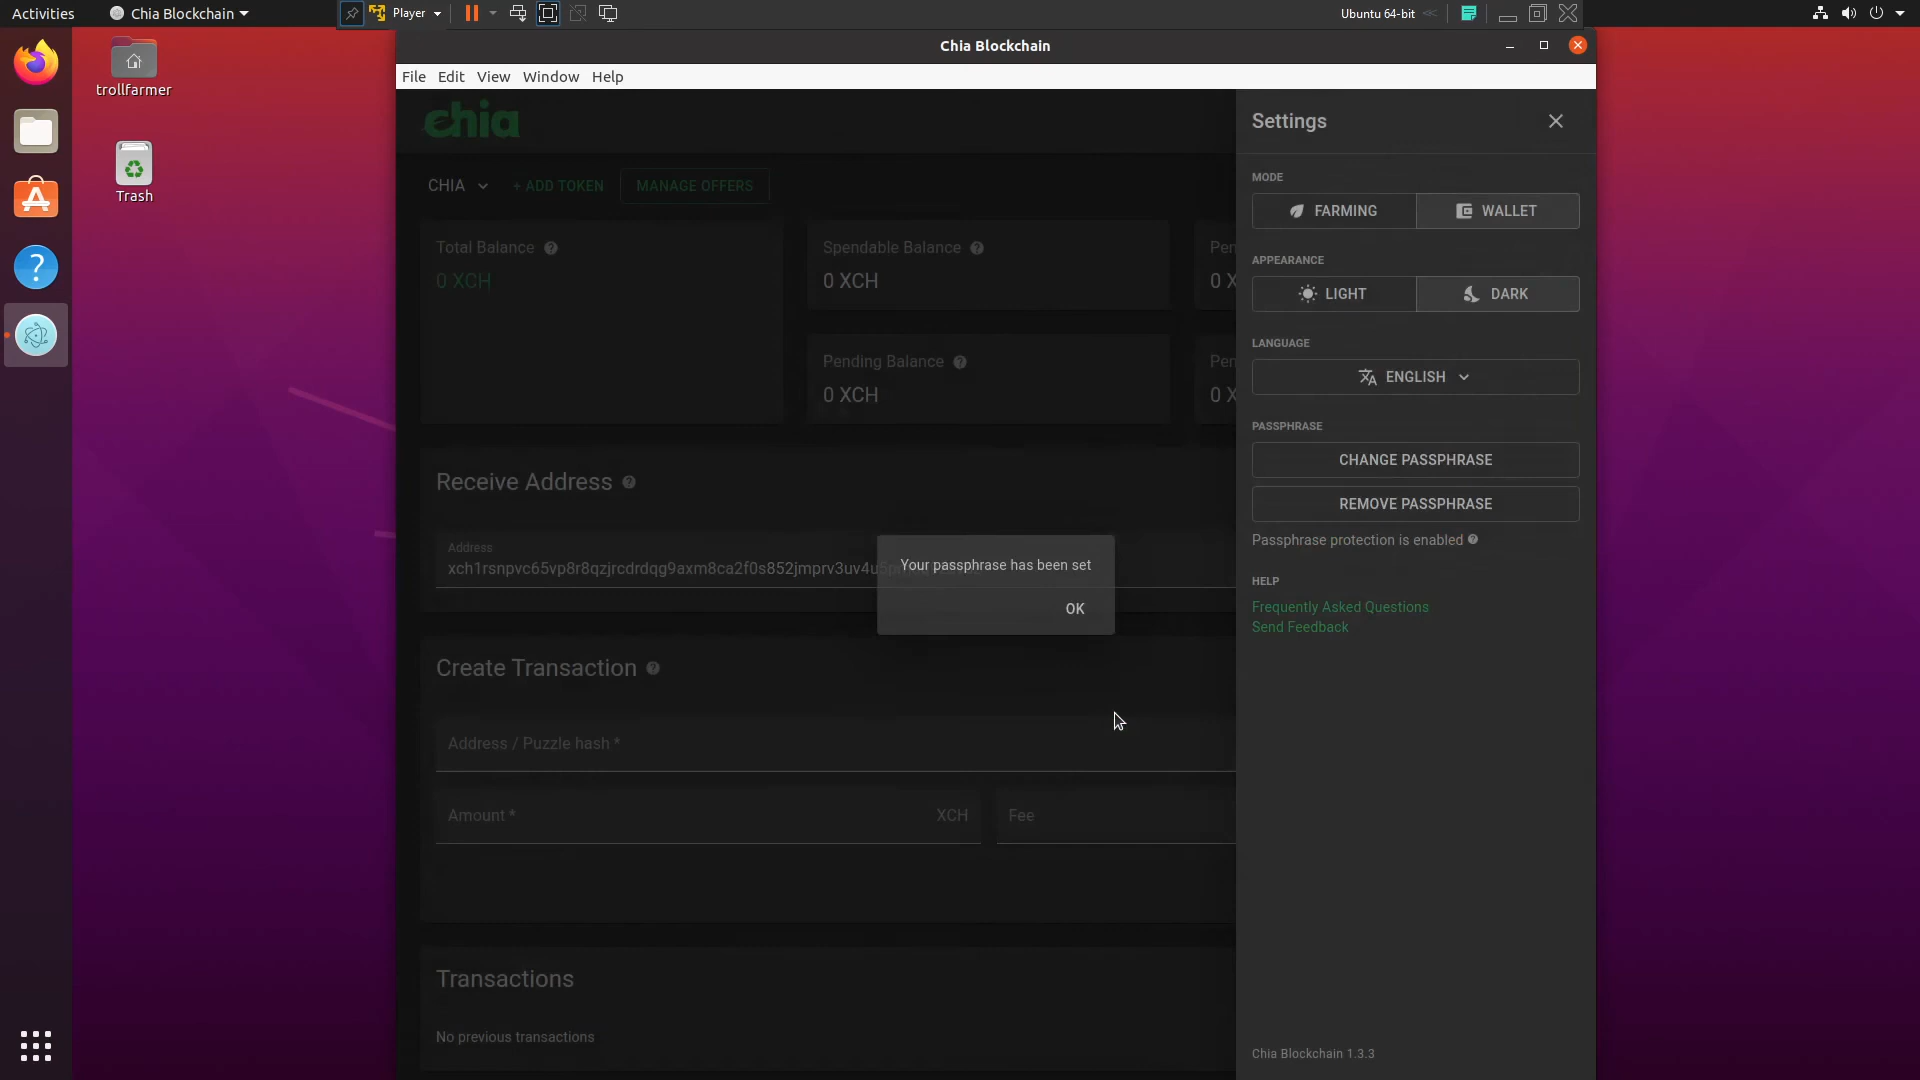 Activities
Chia Blockchain
Player
Ubuntu 64-bit
trollfarmer
Trash
Chia Blockchain
File Edit View Window Help
chia
CHIA
+ ADD TOKEN
MANAGE OFFERS
Total Balance
0 XCH
Spendable Balance
0 XCH
Pen
0 X
Pending Balance
0 XCH
Pen
0 X
Receive Address
Address
Your passphrase has been set
OK
Create Transaction
Address / Puzzle hash *
Amount *
XCH
Fee
Transactions
No previous transactions
Settings
MODE
FARMING
WALLET
APPEARANCE
LIGHT
DARK
LANGUAGE
ENGLISH
PASSPHRASE
CHANGE PASSPHRASE
REMOVE PASSPHRASE
Passphrase protection is enabled
HELP
Frequently Asked Questions
Send Feedback
Chia Blockchain 1.3.3